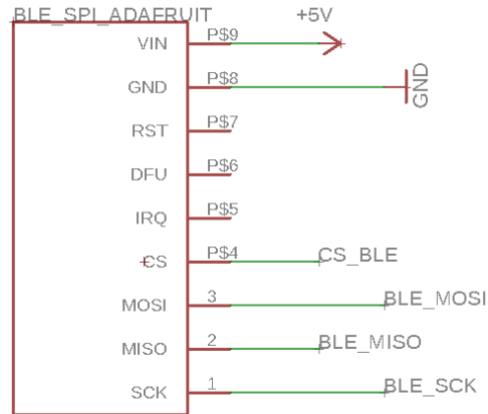 BLE_SPI_ADAFRUIT +5V
VIN P$9
GND P$8 GND
RST P$7
DFU P$6
IRQ P$5
CS P$4 CS_BLE
MOSI 3 BLE_MOSI
MISO 2 BLE_MISO
SCK 1 BLE_SCK